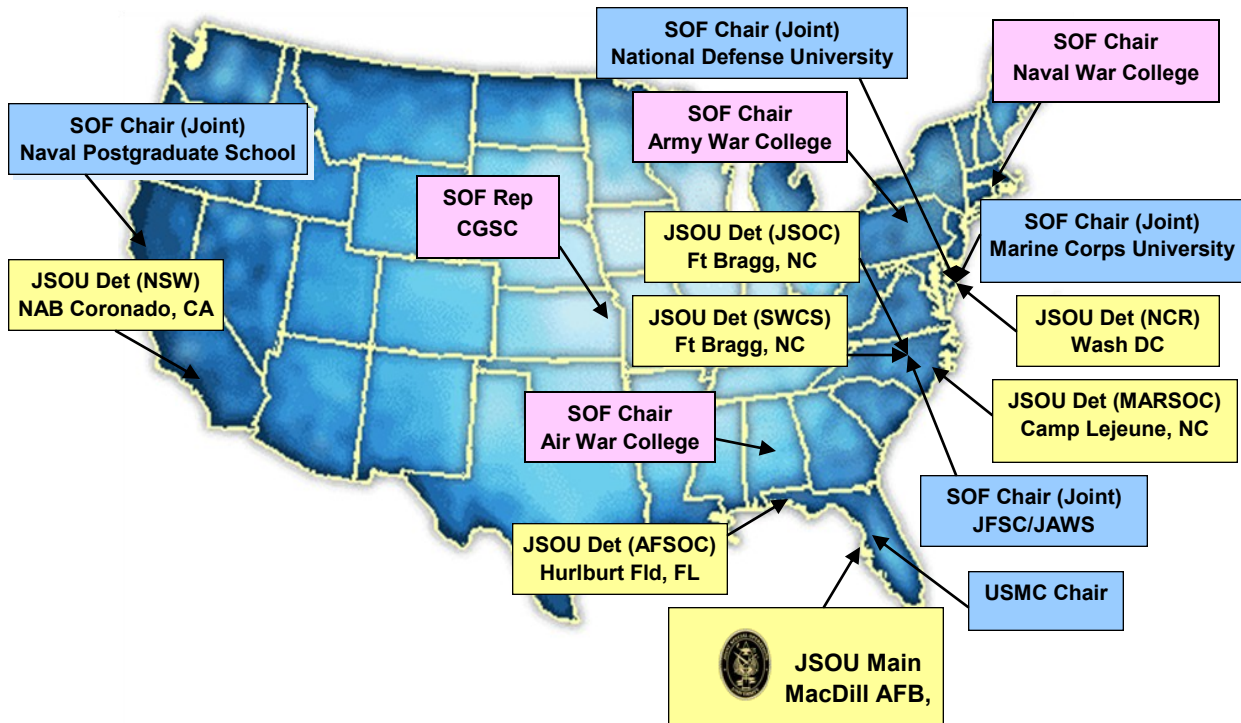 SOF Chair (Joint)
National Defense University
SOF Chair
Naval War College
SOF Chair
Army War College
SOF Chair (Joint)
Naval Postgraduate School
SOF Rep
CGSC
JSOU Det (JSOC)
Ft Bragg, NC
SOF Chair (Joint)
Marine Corps University
JSOU Det (NSW)
NAB Coronado, CA
JSOU Det (SWCS)
Ft Bragg, NC
JSOU Det (NCR)
Wash DC
JSOU Det (MARSOC)
Camp Lejeune, NC
SOF Chair
Air War College
SOF Chair (Joint)
JFSC/JAWS
JSOU Det (AFSOC)
Hurlburt Fld, FL
USMC Chair
JSOU Main
MacDill AFB,